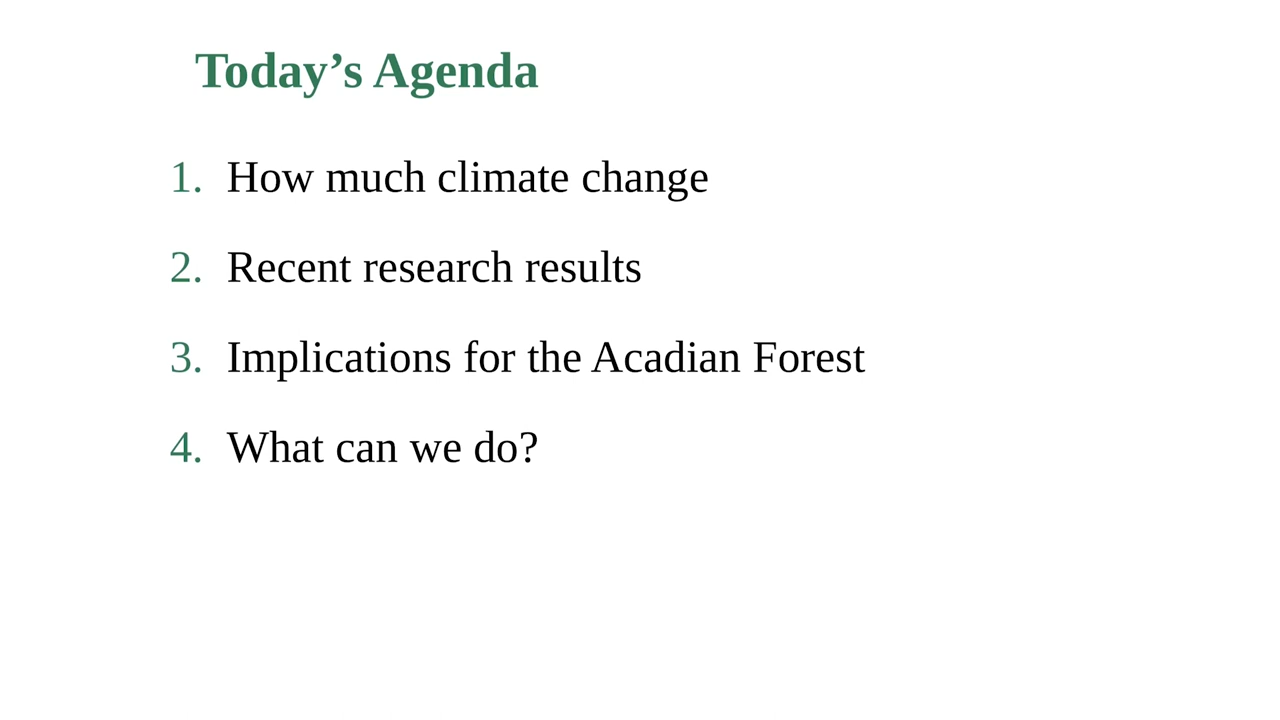 Today’s Agenda
1. How much climate change
2. Recent research results
3. Implications for the Acadian Forest
4. What can we do?